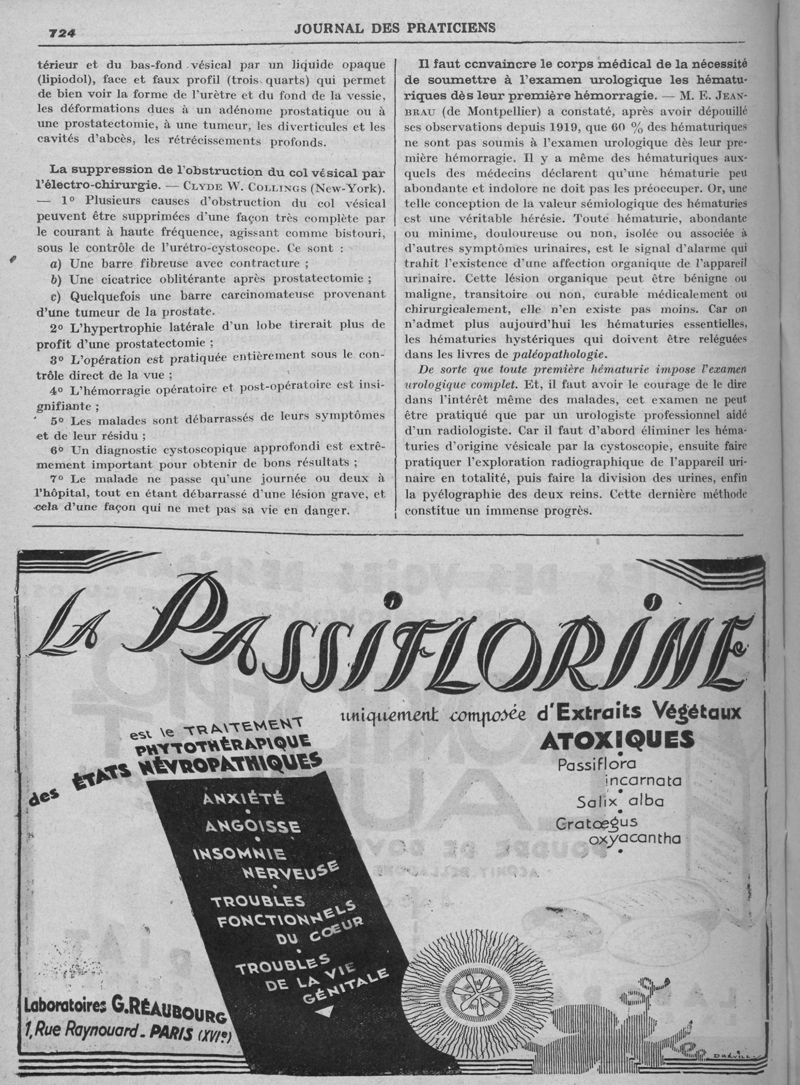 724
JOURNAL DES PRATICIENS
térieur et du bas-fond vésical par un liquide opaque
(lipiodol), face et faux profil (trois quarts) qui permet
de bien voir la forme de l'urètre et du fond de la vessie,
les déformations dues à un adénome prostatique ou à
une prostatectomie, à une tumeur, les diverticules et les
cavités d'abcès, les rétrécissements profonds.
La suppression de l'obstruction du col vésical par
l'électro-chirurgie. — CLYDE W. COLLINGS (New-York).
— 1° Plusieurs causes d'obstruction du col vésical
peuvent être supprimées d'une façon très complète par
le courant à haute fréquence, agissant comme bistouri,
sous le contrôle de l'urétro-cystoscope. Ce sont :
a) Une barre fibreuse avec contracture ;
b) Une cicatrice oblitérante après prostatectomie ;
c) Quelquefois une barre carcinomateuse provenant
d'une tumeur de la prostate.
2° L'hypertrophie latérale d'un lobe tirerait plus de
profit d'une prostatectomie ;
3° L'opération est pratiquée entièrement sous le con-
trôle direct de la vue ;
4° L'hémorragie opératoire et post-opératoire est insi-
gnifiante ;
5° Les malades sont débarrassés de leurs symptômes
et de leur résidu ;
6° Un diagnostic cystoscopique approfondi est extrê-
mement important pour obtenir de bons résultats ;
7° Le malade ne passe qu'une journée ou deux à
l'hôpital, tout en étant débarrassé d'une lésion grave, et
cela d'une façon qui ne met pas sa vie en danger.
Il faut ccnvaincre le corps médical de la nécessité
de soumettre à l'examen urologique les hématu-
riques dès leur première hémorragie. — M. E. JEAN-
BRAU (de Montpellier) a constaté, après avoir dépouillé
ses observations depuis 1919, que 60 % des hématuriques
ne sont pas soumis à l'examen urologique dès leur pre-
mière hémorragie. Il y a même des hématuriques aux-
quels des médecins déclarent qu'une hématurie peu
abondante et indolore ne doit pas les préoccuper. Or, une
telle conception de la valeur sémiologique des hématuries
est une véritable hérésie. Toute hématurie, abondante
ou minime, douloureuse ou non, isolée ou associée à
d'autres symptômes urinaires, est le signal d'alarme qui
trahit l'existence d'une affection organique de l'appareil
urinaire. Cette lésion organique peut être bénigne ou
maligne, transitoire ou non, curable médicalement ou
chirurgicalement, elle n'en existe pas moins. Car on
n'admet plus aujourd'hui les hématuries essentielles,
les hématuries hystériques qui doivent être reléguées
dans les livres de paléopathologie.
De sorte que toute première hématurie impose l'examen
urologique complet. Et, il faut avoir le courage de le dire
dans l'intérêt même des malades, cet examen ne peut
être pratiqué que par un urologiste professionnel aidé
d'un radiologiste. Car il faut d'abord éliminer les héma-
turies d'origine vésicale par la cystoscopie, ensuite faire
pratiquer l'exploration radiographique de l'appareil uri-
naire en totalité, puis faire la division des urines, enfin
la pyélographie des deux reins. Cette dernière méthode
constitue un immense progrès.
LA PASSIFLORINE
uniquement composée d'Extraits Végétaux
ATOXIQUES
Passiflora
incarnata
Salix alba
Cratœgus
oxyacantha
est le TRAITEMENT
PHYTOTHÉRAPIQUE
des ÉTATS NÉVROPATHIQUES
ANXIÉTÉ
ANGOISSE
INSOMNIE
NERVEUSE
TROUBLES
FONCTIONNELS
DU CŒUR
TROUBLES
DE LA VIE
GÉNITALE
Laboratoires G. RÉAUBOURG
1, Rue Raynouard - PARIS (XVIe)